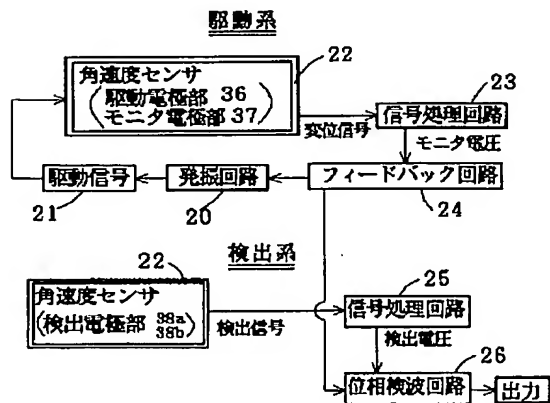 駆動系
22
角速度センサ
駆動電極部 36
モニタ電極部 37
23
信号処理回路
変位信号
モニタ電圧
駆動信号
発振回路
フィードバック回路
21
20
24
検出系
22
角速度センサ
(検出電極部 38a
38b)
検出信号
25
信号処理回路
検出電圧
26
位相検波回路
出力